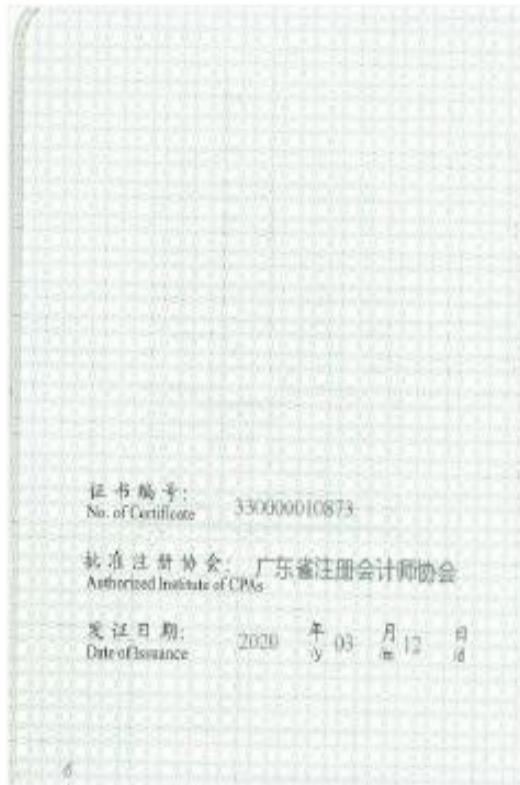 证书编号:
No. of Certificate 330000010873
批准注册协会: 广东省注册会计师协会
Authorized Institute of CPAs
发证日期: 2020 年 03 月 12 日
Date of Issuance /y /m /d
6